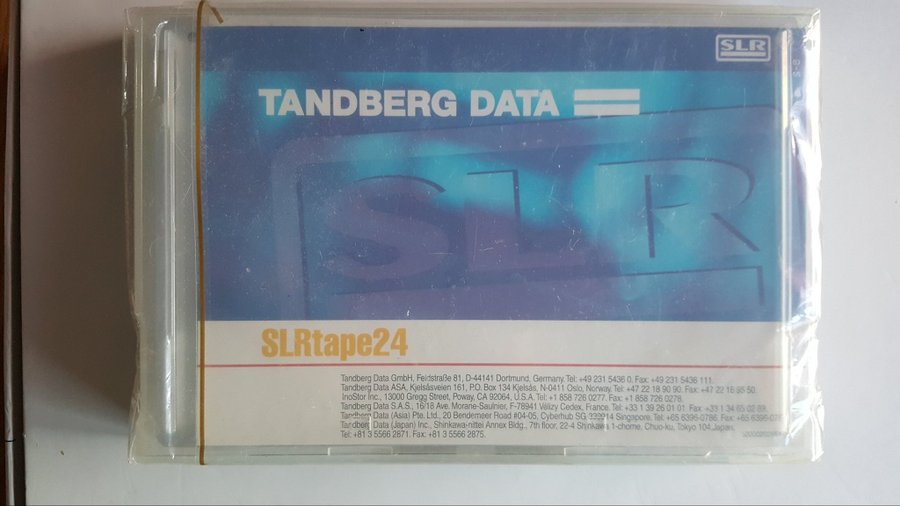 SLR
TANDBERG DATA
SLR
SLRtape24
Tandberg Data GmbH, Feldstraße 81, D-44141 Dortmund, Germany. Tel: +49 231 5436 0. Fax: +49 231 5436 111.
Tandberg Data ASA, Kjelsåsveien 161, P.O. Box 134 Kjelsås, N-0411 Oslo, Norway. Tel: +47 22 18 90 90. Fax: +47 22 18 95 50.
InoStor Inc., 13000 Gregg Street, Poway, CA 92064, U.S.A. Tel: +1 858 726 0277. Fax: +1 858 726 0278.
Tandberg Data S.A.S., 16/18 Ave. Morane-Saulnier, F-78941 Vélizy Cedex, France. Tel: +33 1 39 26 01 01. Fax: +33 1 34 65 02 89.
Tandberg Data (Asia) Pte. Ltd., 20 Bendemeer Road #04-05, Cyberhub SG 339914 Singapore. Tel: +65 6396-0786. Fax: +65 6396-0787
Tandberg Data (Japan) Inc., Shinkawa-nittei Annex Bldg., 7th floor, 22-4 Shinkawa 1-chome, Chuo-ku, Tokyo 104 Japan.
Tel: +81 3 5566 2871. Fax: +81 3 5566 2875.